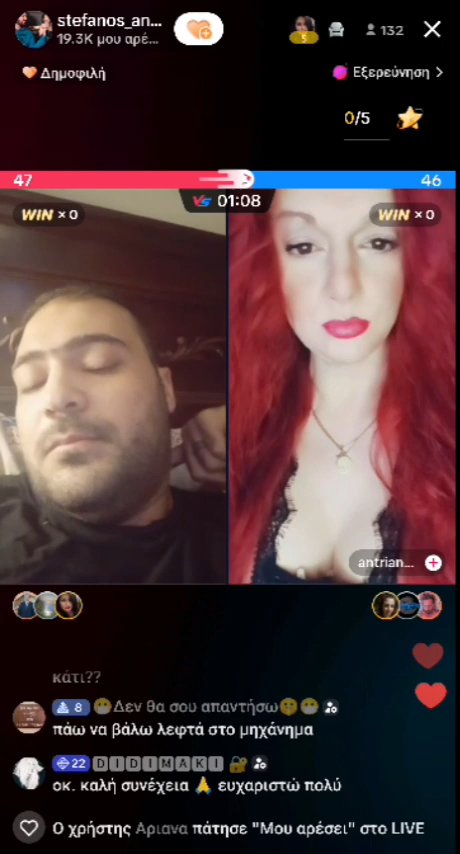 stefanos_an...
19.3K μου αρέ...
5
132
Δημοφιλή
Εξερεύνηση >
0/5
47
46
WIN × 0
VS 01:08
WIN × 0
antrian...
κάτι??
8 Δεν θα σου απαντήσω
πάω να βάλω λεφτά στο μηχάνημα
22 DIDIMAKI
οκ. καλή συνέχεια 🙏 ευχαριστώ πολύ
Ο χρήστης Αριανα πάτησε "Μου αρέσει" στο LIVE